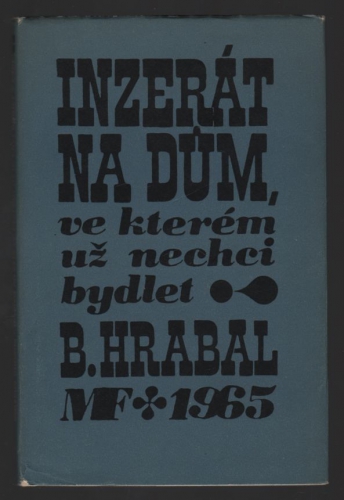 INZERÁT
NA DŮM,
ve kterém
už nechci
bydlet
B. HRABAL
MF 1965